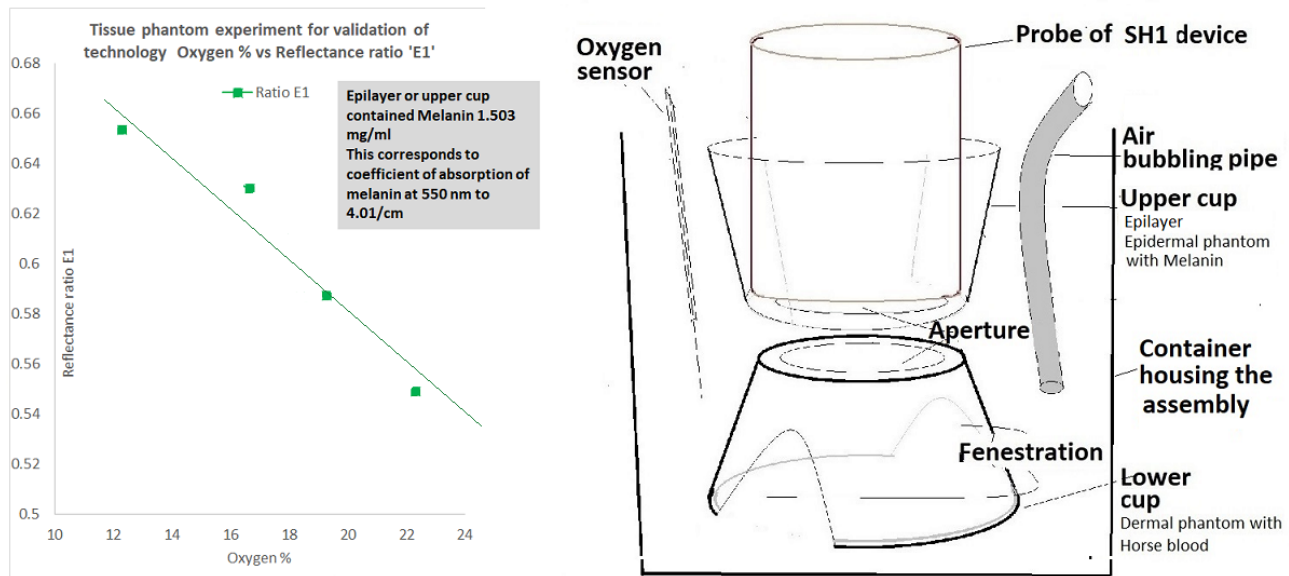 Tissue phantom experiment for validation of
technology Oxygen % vs Reflectance ratio 'E1'
0.68
0.66
0.64
0.62
0.6
0.58
0.56
0.54
0.52
0.5
Reflectance ratio E1
Ratio E1
Epilayer or upper cup
contained Melanin 1.503
mg/ml
This corresponds to
coefficient of absorption of
melanin at 550 nm to
4.01/cm
10
12
14
16
18
20
22
24
Oxygen %
Oxygen
sensor
Probe of SH1 device
Air
bubbling pipe
Upper cup
Epilayer
Epidermal phantom
with Melanin
Aperture
Container
housing the
assembly
Fenestration
Lower
cup
Dermal phantom with
Horse blood